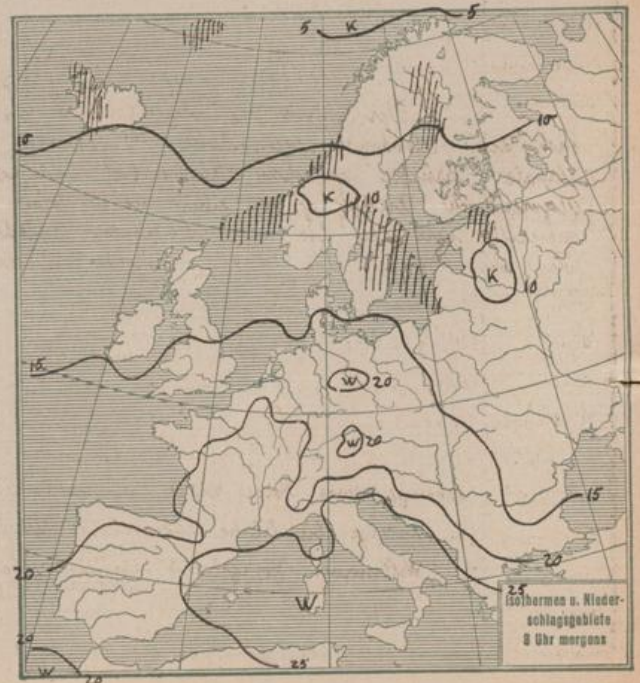 5 K 5
10 10
K 10
K 10
15
W 20
W 20
15
20 20
25
W
Isothermen u. Nieder-
schlagsgebiete
8 Uhr morgens
20
W 20
25